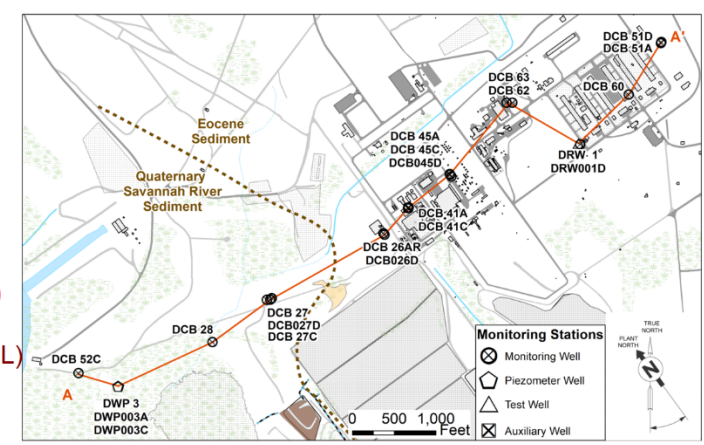 DCB 51D
DCB 51A
A'
DCB 63
DCB 62
DCB 60
Eocene
Sediment
DCB 45A
DCB 45C
DCB045D
DRW- 1
DRW001D
Quaternary
Savannah River
Sediment
DCB 41A
DCB 41C
DCB 26AR
DCB026D
DCB 27
DCB027D
DCB 27C
DCB 28
L)
DCB 52C
A
DWP 3
DWP003A
DWP003C
0 500 1,000
Feet
Monitoring Stations
Monitoring Well
Piezometer Well
Test Well
Auxiliary Well
TRUE
NORTH
PLANT
NORTH
N